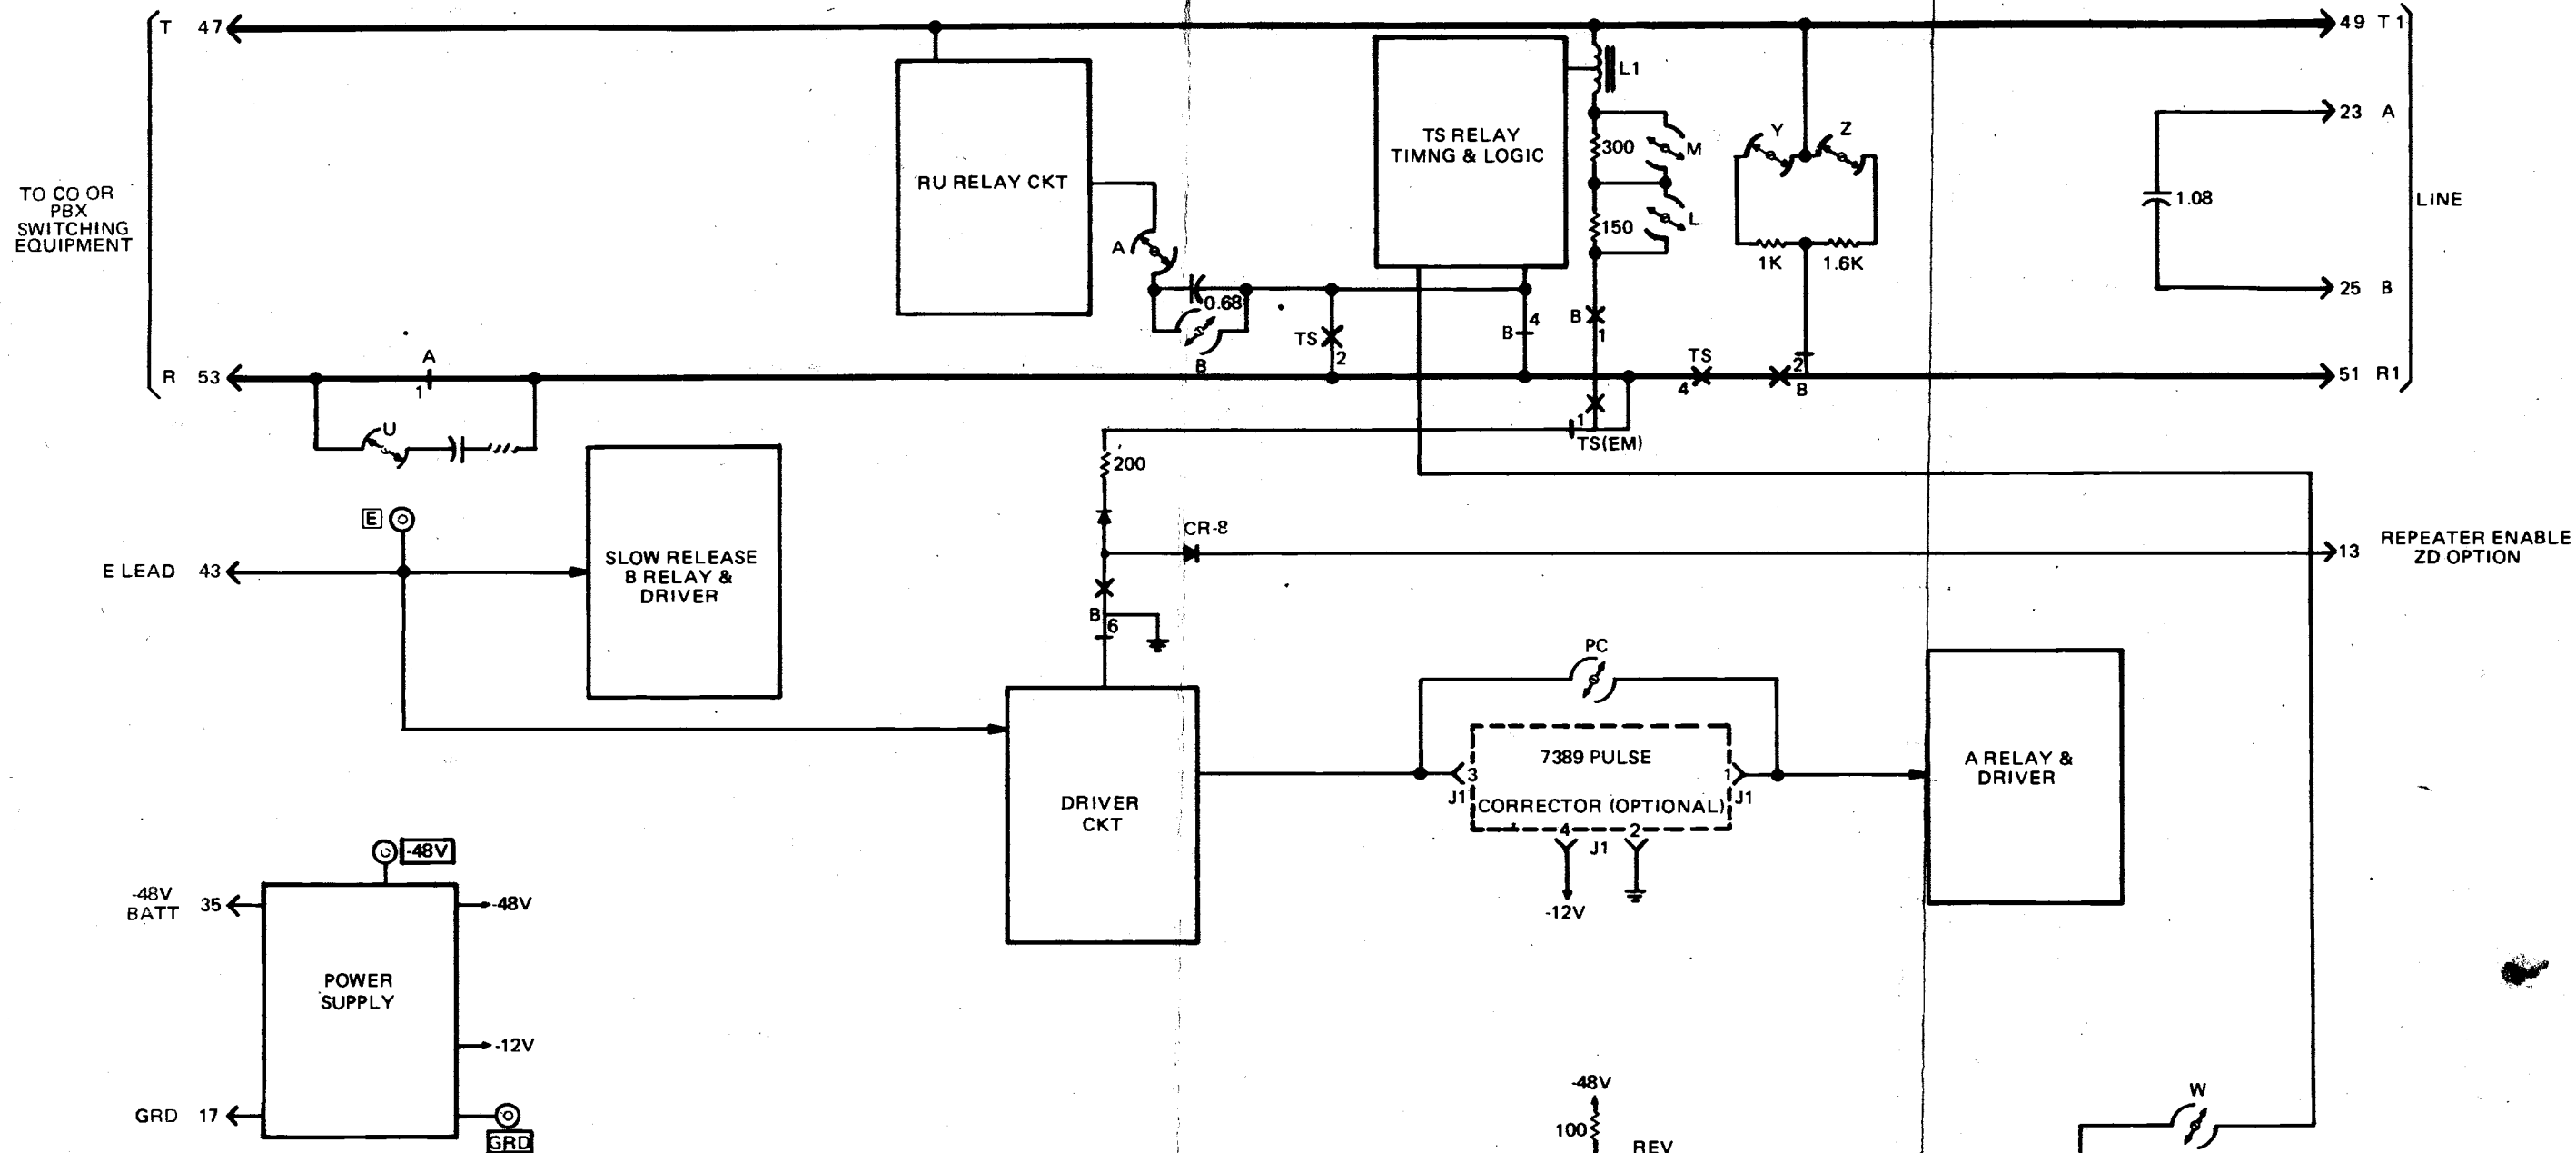 T 47
49 T1
L1
23 A
TS RELAY
TIMNG & LOGIC
300
M
Y
Z
RU RELAY CKT
TO CO OR
PBX
SWITCHING
EQUIPMENT
1.08
LINE
150
L
A
1K
1.6K
0.68
25 B
B
4
B
1
TS
2
B
R 53
A
1
TS
4
2
B
51 R1
U
1
TS(EM)
200
E
CR-8
13
REPEATER ENABLE
ZD OPTION
E LEAD 43
SLOW RELEASE
B RELAY &
DRIVER
B
6
PC
7389 PULSE
CORRECTOR (OPTIONAL)
3
J1
1
J1
4
2
J1
-12V
A RELAY &
DRIVER
DRIVER
CKT
-48V
-48V
BATT 35
-48V
POWER
SUPPLY
-12V
GRD 17
GRD
-48V
100
REV
W